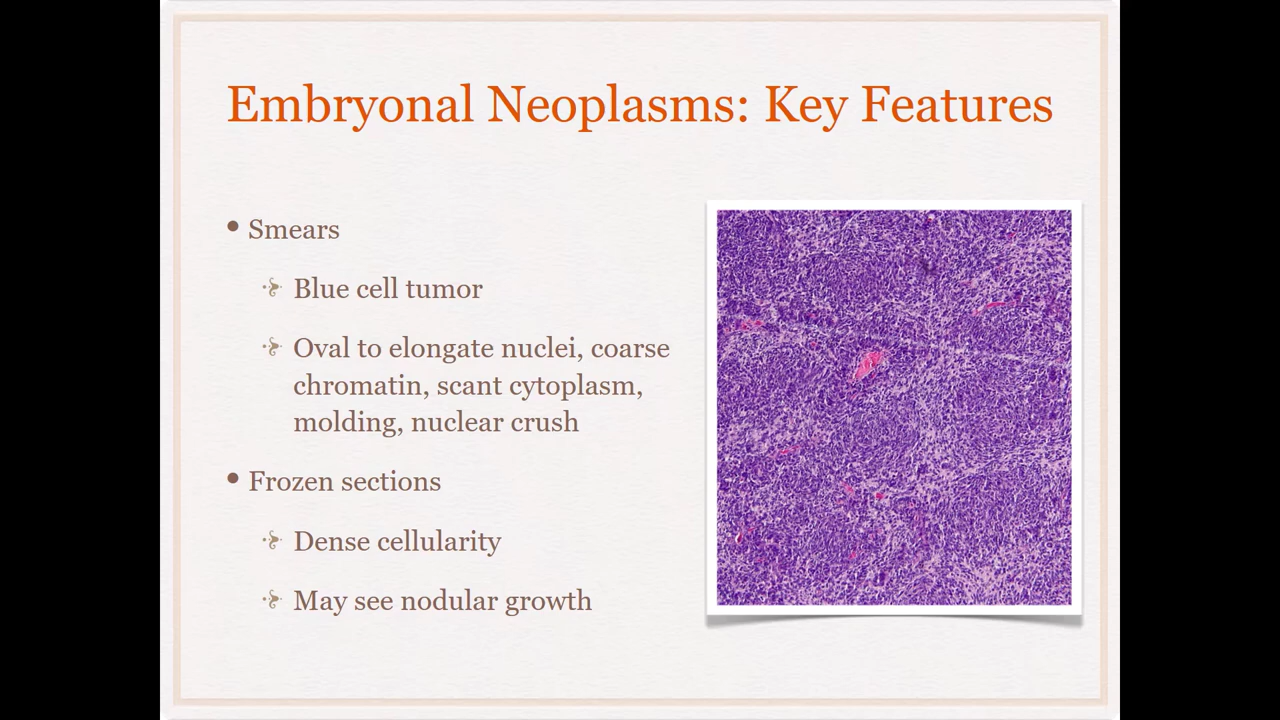 Embryonal Neoplasms: Key Features
Smears
Blue cell tumor
Oval to elongate nuclei, coarse
chromatin, scant cytoplasm,
molding, nuclear crush
Frozen sections
Dense cellularity
May see nodular growth